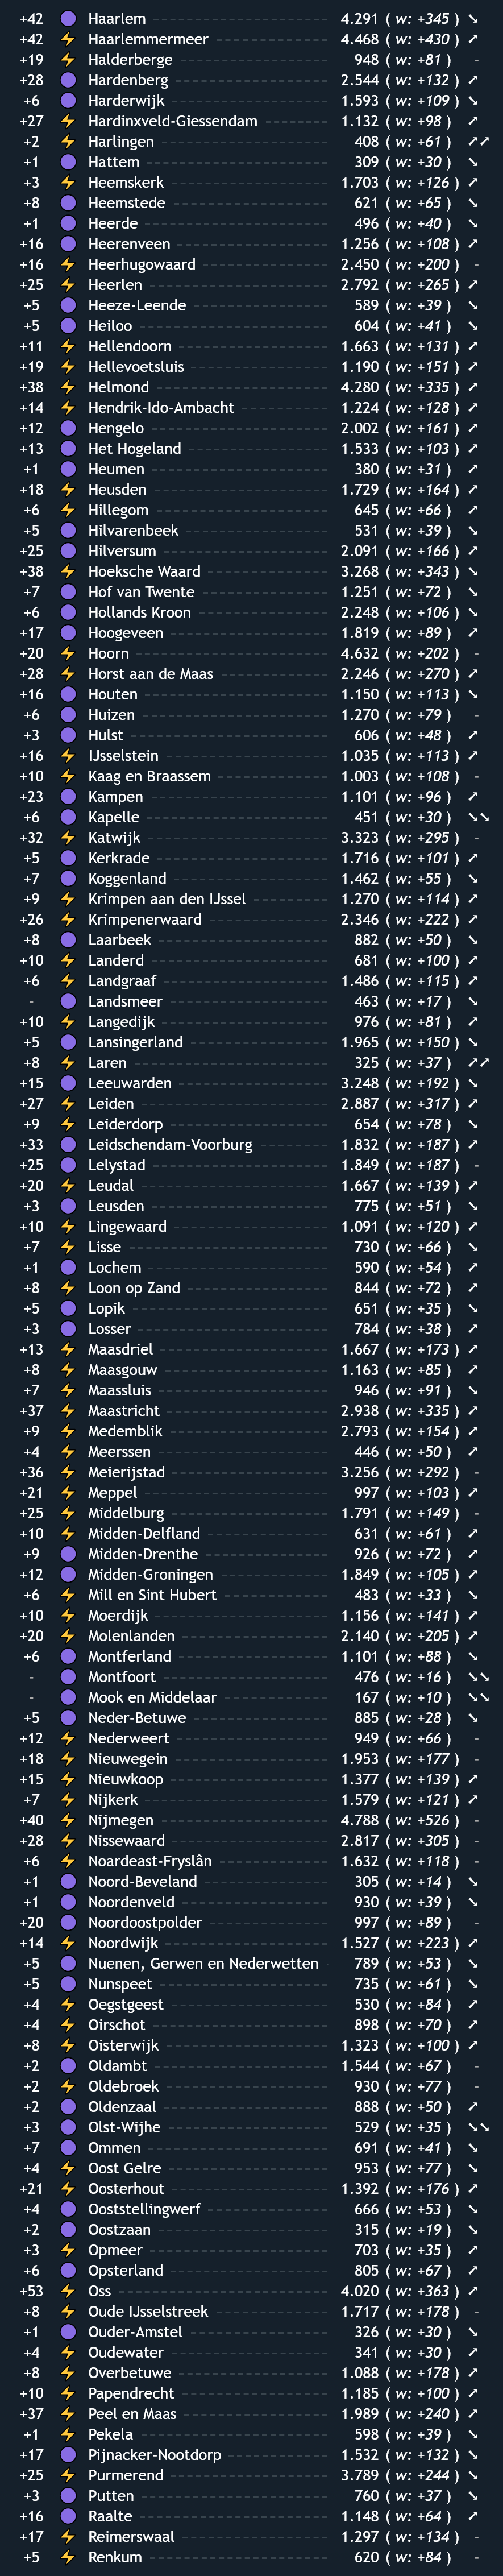 +42 Haarlem 4.291 ( w: +345 ) ↘
+42 ⚡ Haarlemmermeer 4.468 ( w: +430 ) ↗
+19 ⚡ Halderberge 948 ( w: +81 ) -
+28 Hardenberg 2.544 ( w: +132 ) ↗
+6 Harderwijk 1.593 ( w: +109 ) ↘
+27 ⚡ Hardinxveld-Giessendam 1.132 ( w: +98 ) ↗
+2 ⚡ Harlingen 408 ( w: +61 ) ↗↗
+1 Hattem 309 ( w: +30 ) ↘
+3 ⚡ Heemskerk 1.703 ( w: +126 ) ↗
+8 Heemstede 621 ( w: +65 ) ↘
+1 Heerde 496 ( w: +40 ) ↘
+16 Heerenveen 1.256 ( w: +108 ) ↗
+16 ⚡ Heerhugowaard 2.450 ( w: +200 ) -
+25 ⚡ Heerlen 2.792 ( w: +265 ) ↗
+5 Heeze-Leende 589 ( w: +39 ) ↘
+5 Heiloo 604 ( w: +41 ) ↘
+11 ⚡ Hellendoorn 1.663 ( w: +131 ) ↗
+19 ⚡ Hellevoetsluis 1.190 ( w: +151 ) ↗
+38 ⚡ Helmond 4.280 ( w: +335 ) ↗
+14 ⚡ Hendrik-Ido-Ambacht 1.224 ( w: +128 ) ↗
+12 Hengelo 2.002 ( w: +161 ) ↗
+13 Het Hogeland 1.533 ( w: +103 ) ↗
+1 Heumen 380 ( w: +31 ) ↘
+18 ⚡ Heusden 1.729 ( w: +164 ) ↗
+6 ⚡ Hillegom 645 ( w: +66 ) ↗
+5 Hilvarenbeek 531 ( w: +39 ) ↘
+25 Hilversum 2.091 ( w: +166 ) ↗
+38 ⚡ Hoeksche Waard 3.268 ( w: +343 ) ↘
+7 Hof van Twente 1.251 ( w: +72 ) ↘
+6 Hollands Kroon 2.248 ( w: +106 ) ↘
+17 Hoogeveen 1.819 ( w: +89 ) ↗
+20 ⚡ Hoorn 4.632 ( w: +202 ) -
+28 ⚡ Horst aan de Maas 2.246 ( w: +270 ) ↗
+16 Houten 1.150 ( w: +113 ) ↘
+6 Huizen 1.270 ( w: +79 ) -
+3 Hulst 606 ( w: +48 ) ↗
+16 ⚡ IJsselstein 1.035 ( w: +113 ) ↗
+10 ⚡ Kaag en Braassem 1.003 ( w: +108 ) -
+23 Kampen 1.101 ( w: +96 ) ↗
+6 Kapelle 451 ( w: +30 ) ↘↘
+32 ⚡ Katwijk 3.323 ( w: +295 ) -
+5 Kerkrade 1.716 ( w: +101 ) ↗
+7 Koggenland 1.462 ( w: +55 ) ↘
+9 ⚡ Krimpen aan den IJssel 1.270 ( w: +114 ) ↗
+26 ⚡ Krimpenerwaard 2.346 ( w: +222 ) ↗
+8 Laarbeek 882 ( w: +50 ) ↘
+10 ⚡ Landerd 681 ( w: +100 ) ↗
+6 ⚡ Landgraaf 1.486 ( w: +115 ) ↗
- Landsmeer 463 ( w: +17 ) ↘
+10 ⚡ Langedijk 976 ( w: +81 ) ↗
+5 Lansingerland 1.965 ( w: +150 ) ↘
+8 ⚡ Laren 325 ( w: +37 ) ↗↗
+15 Leeuwarden 3.248 ( w: +192 ) ↘
+27 ⚡ Leiden 2.887 ( w: +317 ) ↗
+9 ⚡ Leiderdorp 654 ( w: +78 ) ↘
+33 Leidschendam-Voorburg 1.832 ( w: +187 ) ↗
+25 Lelystad 1.849 ( w: +187 ) -
+20 ⚡ Leudal 1.667 ( w: +139 ) ↗
+3 Leusden 775 ( w: +51 ) ↘
+10 ⚡ Lingewaard 1.091 ( w: +120 ) ↗
+7 ⚡ Lisse 730 ( w: +66 ) ↘
+1 Lochem 590 ( w: +54 ) ↗
+8 ⚡ Loon op Zand 844 ( w: +72 ) ↗
+5 Lopik 651 ( w: +35 ) ↘
+3 Losser 784 ( w: +38 ) ↗
+13 ⚡ Maasdriel 1.667 ( w: +173 ) ↗
+8 ⚡ Maasgouw 1.163 ( w: +85 ) ↗
+7 ⚡ Maassluis 946 ( w: +91 ) ↘
+37 ⚡ Maastricht 2.938 ( w: +335 ) ↗
+9 ⚡ Medemblik 2.793 ( w: +154 ) ↗
+4 ⚡ Meerssen 446 ( w: +50 ) ↗
+36 ⚡ Meierijstad 3.256 ( w: +292 ) -
+21 ⚡ Meppel 997 ( w: +103 ) ↗
+25 ⚡ Middelburg 1.791 ( w: +149 ) -
+10 ⚡ Midden-Delfland 631 ( w: +61 ) ↗
+9 Midden-Drenthe 926 ( w: +72 ) ↗
+12 Midden-Groningen 1.849 ( w: +105 ) ↗
+6 ⚡ Mill en Sint Hubert 483 ( w: +33 ) ↘
+10 ⚡ Moerdijk 1.156 ( w: +141 ) ↗
+20 ⚡ Molenlanden 2.140 ( w: +205 ) ↗
+6 Montferland 1.101 ( w: +88 ) ↘
- Montfoort 476 ( w: +16 ) ↘↘
- Mook en Middelaar 167 ( w: +10 ) ↘↘
+5 Neder-Betuwe 885 ( w: +28 ) ↘
+12 ⚡ Nederweert 949 ( w: +66 ) -
+18 ⚡ Nieuwegein 1.953 ( w: +177 ) -
+15 ⚡ Nieuwkoop 1.377 ( w: +139 ) ↗
+7 ⚡ Nijkerk 1.579 ( w: +121 ) ↗
+40 ⚡ Nijmegen 4.788 ( w: +526 ) -
+28 ⚡ Nissewaard 2.817 ( w: +305 ) -
+6 ⚡ Noardeast-Fryslân 1.632 ( w: +118 ) -
+1 Noord-Beveland 305 ( w: +14 ) ↘
+1 Noordenveld 930 ( w: +39 ) ↘
+20 Noordoostpolder 997 ( w: +89 ) -
+14 ⚡ Noordwijk 1.527 ( w: +223 ) ↗
+5 Nuenen, Gerwen en Nederwetten 789 ( w: +53 ) ↘
+5 Nunspeet 735 ( w: +61 ) ↘
+4 ⚡ Oegstgeest 530 ( w: +84 ) ↗
+4 ⚡ Oirschot 898 ( w: +70 ) ↗
+8 ⚡ Oisterwijk 1.323 ( w: +100 ) ↗
+2 Oldambt 1.544 ( w: +67 ) -
+2 ⚡ Oldebroek 930 ( w: +77 ) -
+2 Oldenzaal 888 ( w: +50 ) ↗
+3 Olst-Wijhe 529 ( w: +35 ) ↘↘
+7 Ommen 691 ( w: +41 ) ↘
+4 ⚡ Oost Gelre 953 ( w: +77 ) ↘
+21 ⚡ Oosterhout 1.392 ( w: +176 ) ↗
+4 Ooststellingwerf 666 ( w: +53 ) ↘
+2 Oostzaan 315 ( w: +19 ) ↘
+3 ⚡ Opmeer 703 ( w: +35 ) ↗
+6 Opsterland 805 ( w: +67 ) ↗
+53 ⚡ Oss 4.020 ( w: +363 ) ↗
+8 ⚡ Oude IJsselstreek 1.717 ( w: +178 ) -
+1 Ouder-Amstel 326 ( w: +30 ) ↘
+4 ⚡ Oudewater 341 ( w: +30 ) ↗
+8 ⚡ Overbetuwe 1.088 ( w: +178 ) ↗
+10 ⚡ Papendrecht 1.185 ( w: +100 ) ↗
+37 ⚡ Peel en Maas 1.989 ( w: +240 ) ↗
+1 ⚡ Pekela 598 ( w: +39 ) ↘
+17 Pijnacker-Nootdorp 1.532 ( w: +132 ) ↘
+25 ⚡ Purmerend 3.789 ( w: +244 ) ↘
+3 Putten 760 ( w: +37 ) ↘
+16 Raalte 1.148 ( w: +64 ) ↗
+17 ⚡ Reimerswaal 1.297 ( w: +134 ) -
+5 ⚡ Renkum 620 ( w: +84 ) -